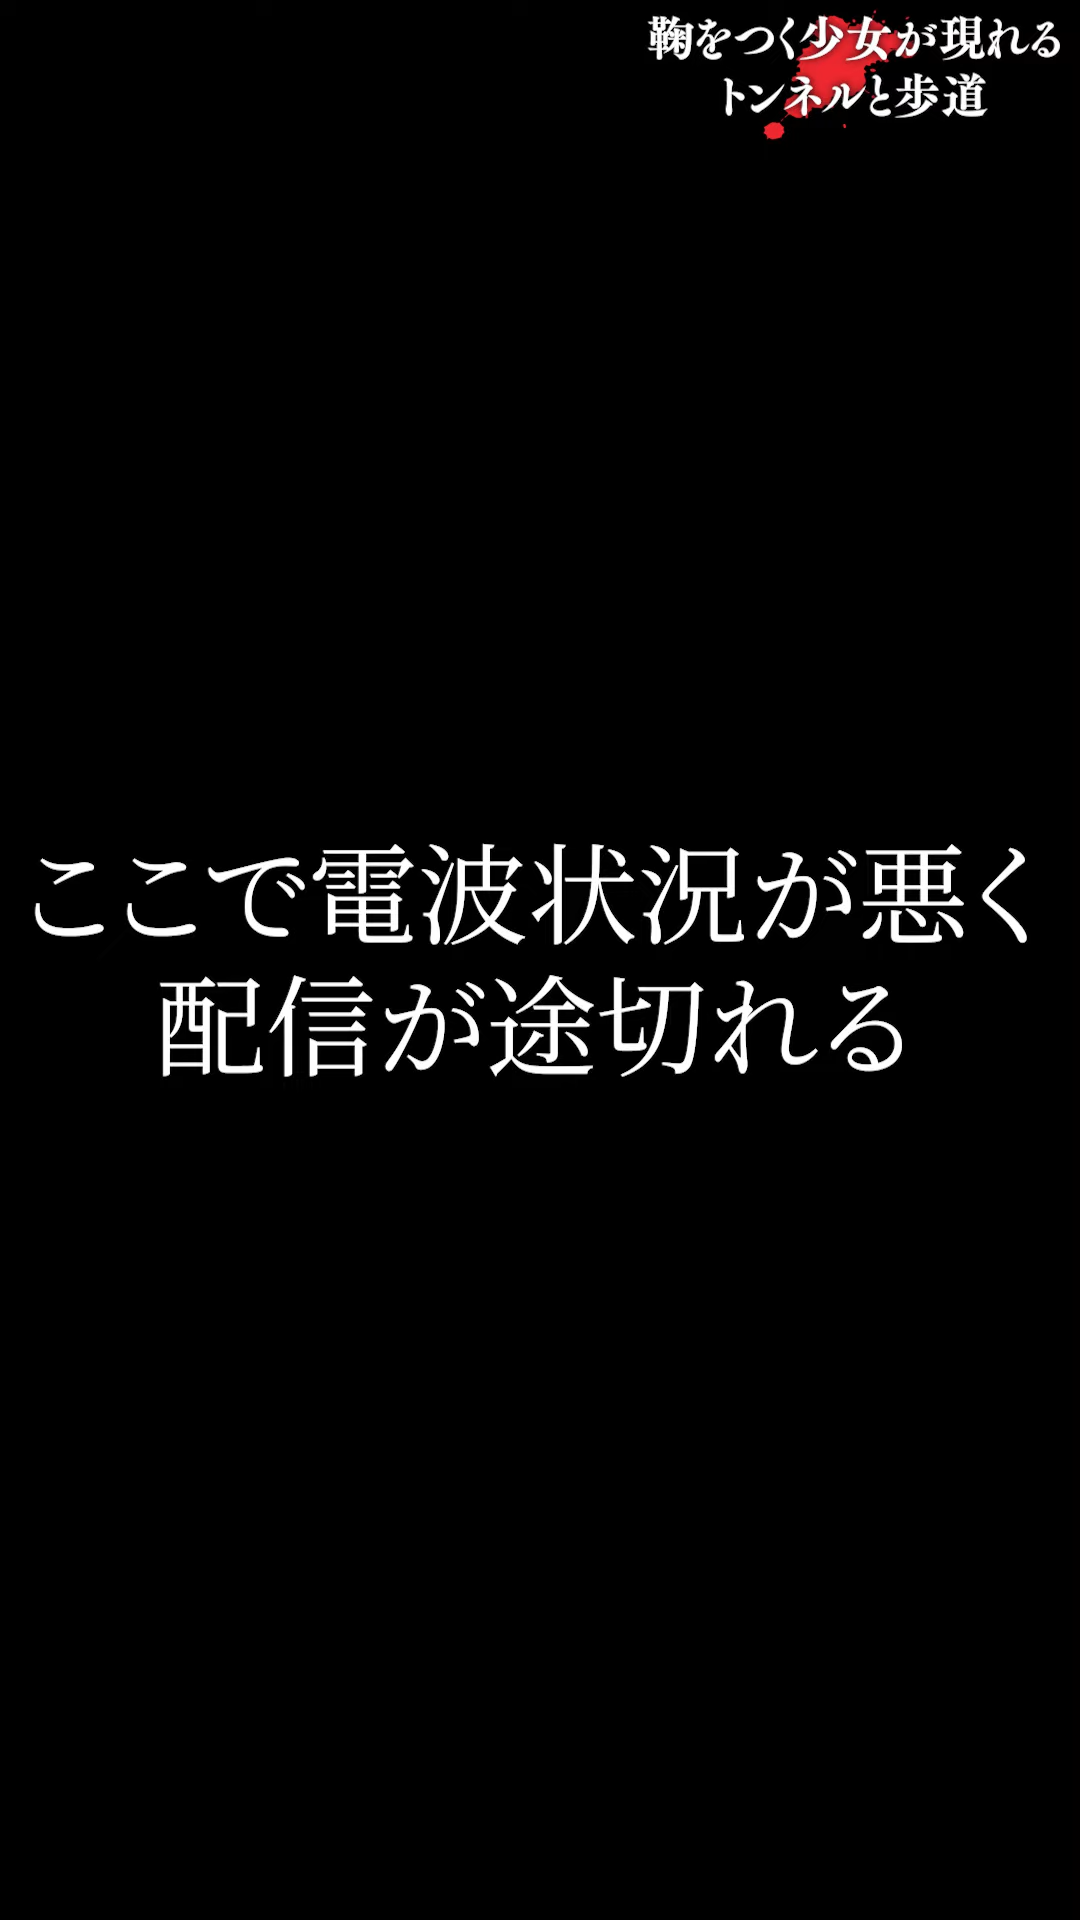 鞠をつく少女が現れる
トンネルと歩道
ここで電波状況が悪く
配信が途切れる